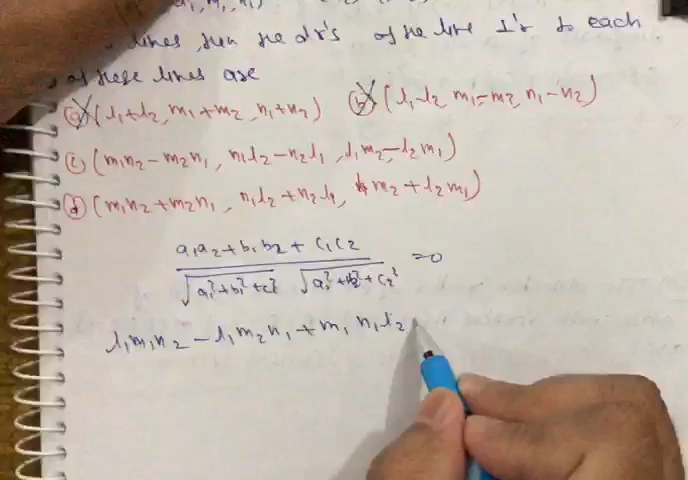 , m₁, n₁)
lines, then the dr's of the line ⊥'r to each
of these lines are
(a) (l₁+l₂, m₁+m₂, n₁+n₂) (b) (l₁-l₂ m₁-m₂, n₁-n₂)
(c) (m₁n₂-m₂n₁, n₁l₂-n₂l₁, l₁m₂-l₂m₁)
(d) (m₁n₂+m₂n₁, n₁l₂+n₂l₁, l₁m₂+l₂m₁)
a₁a₂+b₁b₂+c₁c₂
=0
√a₁²+b₁²+c₁² √a₂²+b₂²+c₂²
l₁m₁n₂-l₁m₂n₁+m₁n₁l₂